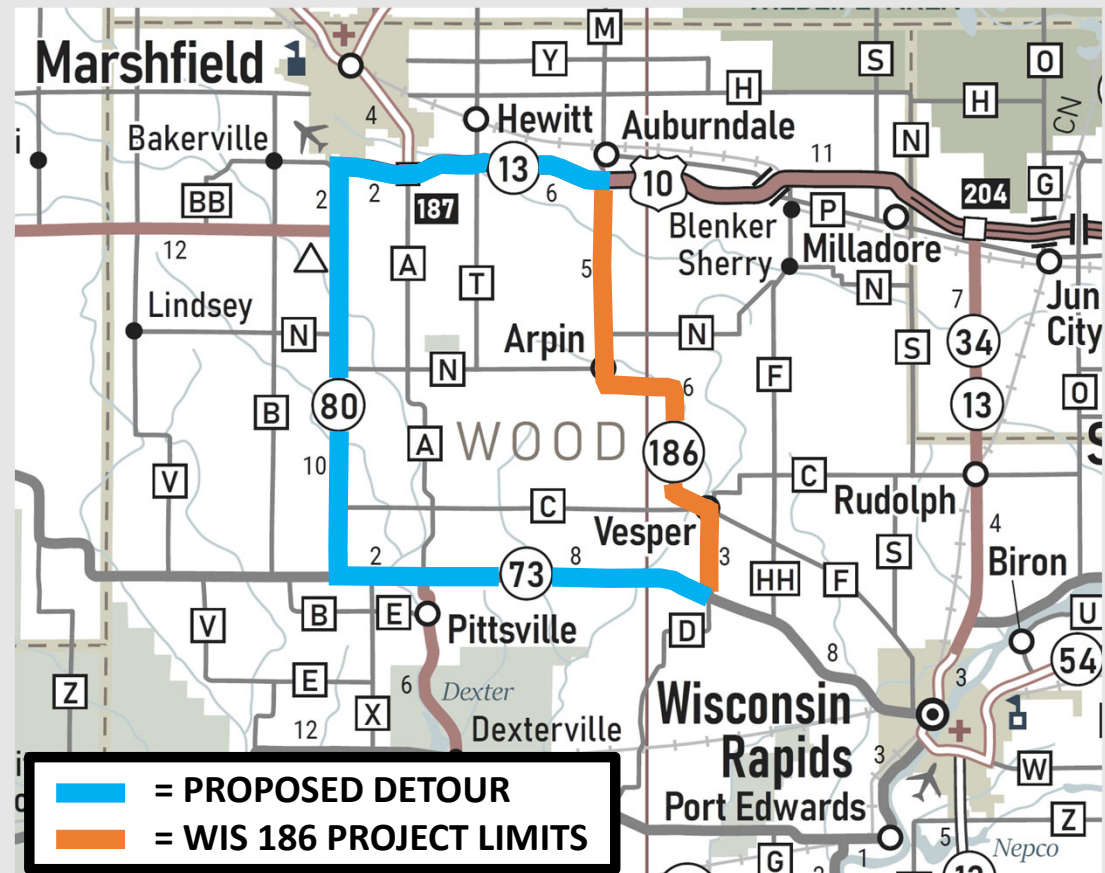 M
O
Marshfield
Y
S
H
H
4
Hewitt
Auburndale
N
CN
Bakerville
11
i
13
10
G
2
2
6
187
204
BB
P
Blenker
Milladore
12
A
5
Sherry
T
N
7
Jun
City
Lindsey
N
Arpin
N
S
34
N
F
6
80
B
O
13
A
WOOD
186
S
10
V
C
C
Rudolph
Vesper
4
2
8
3
S
Biron
73
HH
F
B
E
D
U
V
Pittsville
8
54
E
Z
6
Dexter
Wisconsin
Rapids
3
X
12
Dexterville
3
W
Port Edwards
Z
5
Nepco
G
1
13
= PROPOSED DETOUR
= WIS 186 PROJECT LIMITS